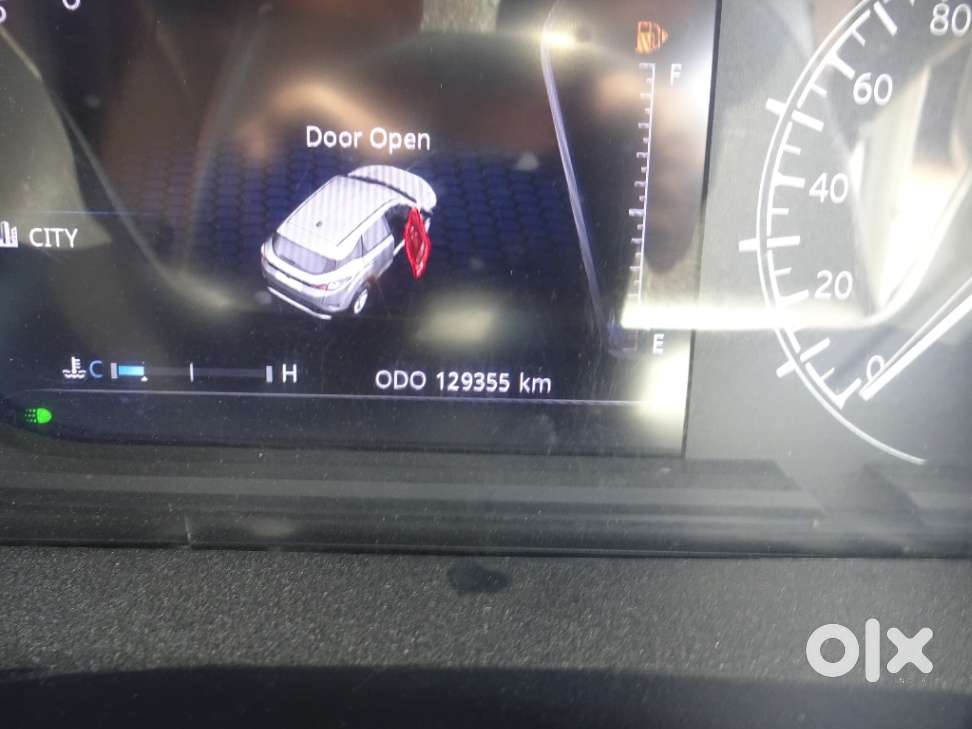 Door Open
CITY
F
E
C H
ODO 129355 km
80
60
40
20
0
olx